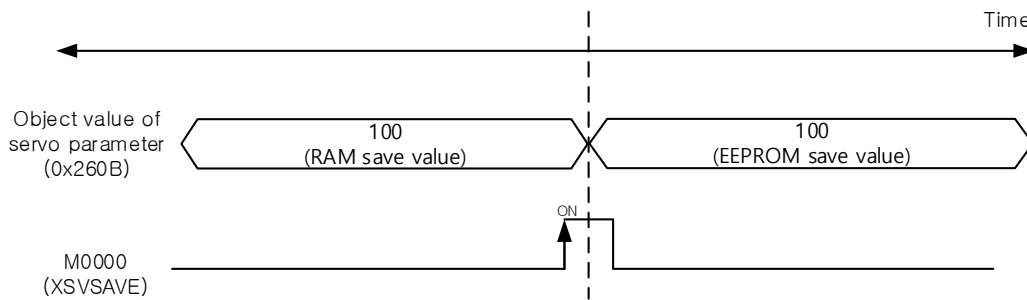 Time
Object value of
servo parameter
(0x260B)
100
(RAM save value)
100
(EEPROM save value)
ON
M0000
(XSVSAVE)